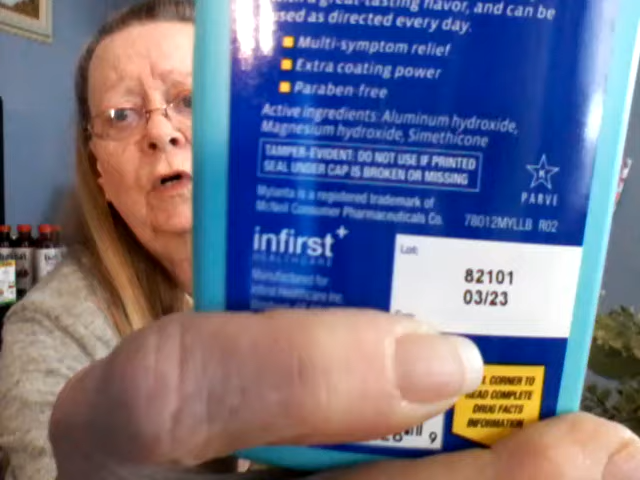 great-tasting flavor, and can be
used as directed every day.
Multi-symptom relief
Extra coating power
Paraben free
Active ingredients: Aluminum hydroxide,
Magnesium hydroxide, Simethicone
TAMPER-EVIDENT: DO NOT USE IF PRINTED
SEAL UNDER CAP IS BROKEN OR MISSING
K
PARVE
Mylanta is a registered trademark of
McNeil Consumer Pharmaceuticals Co.
78012MYLLB R02
infirst+
HEALTHCARE
Manufactured for
Infirst Healthcare Inc.
Lot:
82101
03/23
CORNER TO
READ COMPLETE
DRUG FACTS
INFORMATION
9